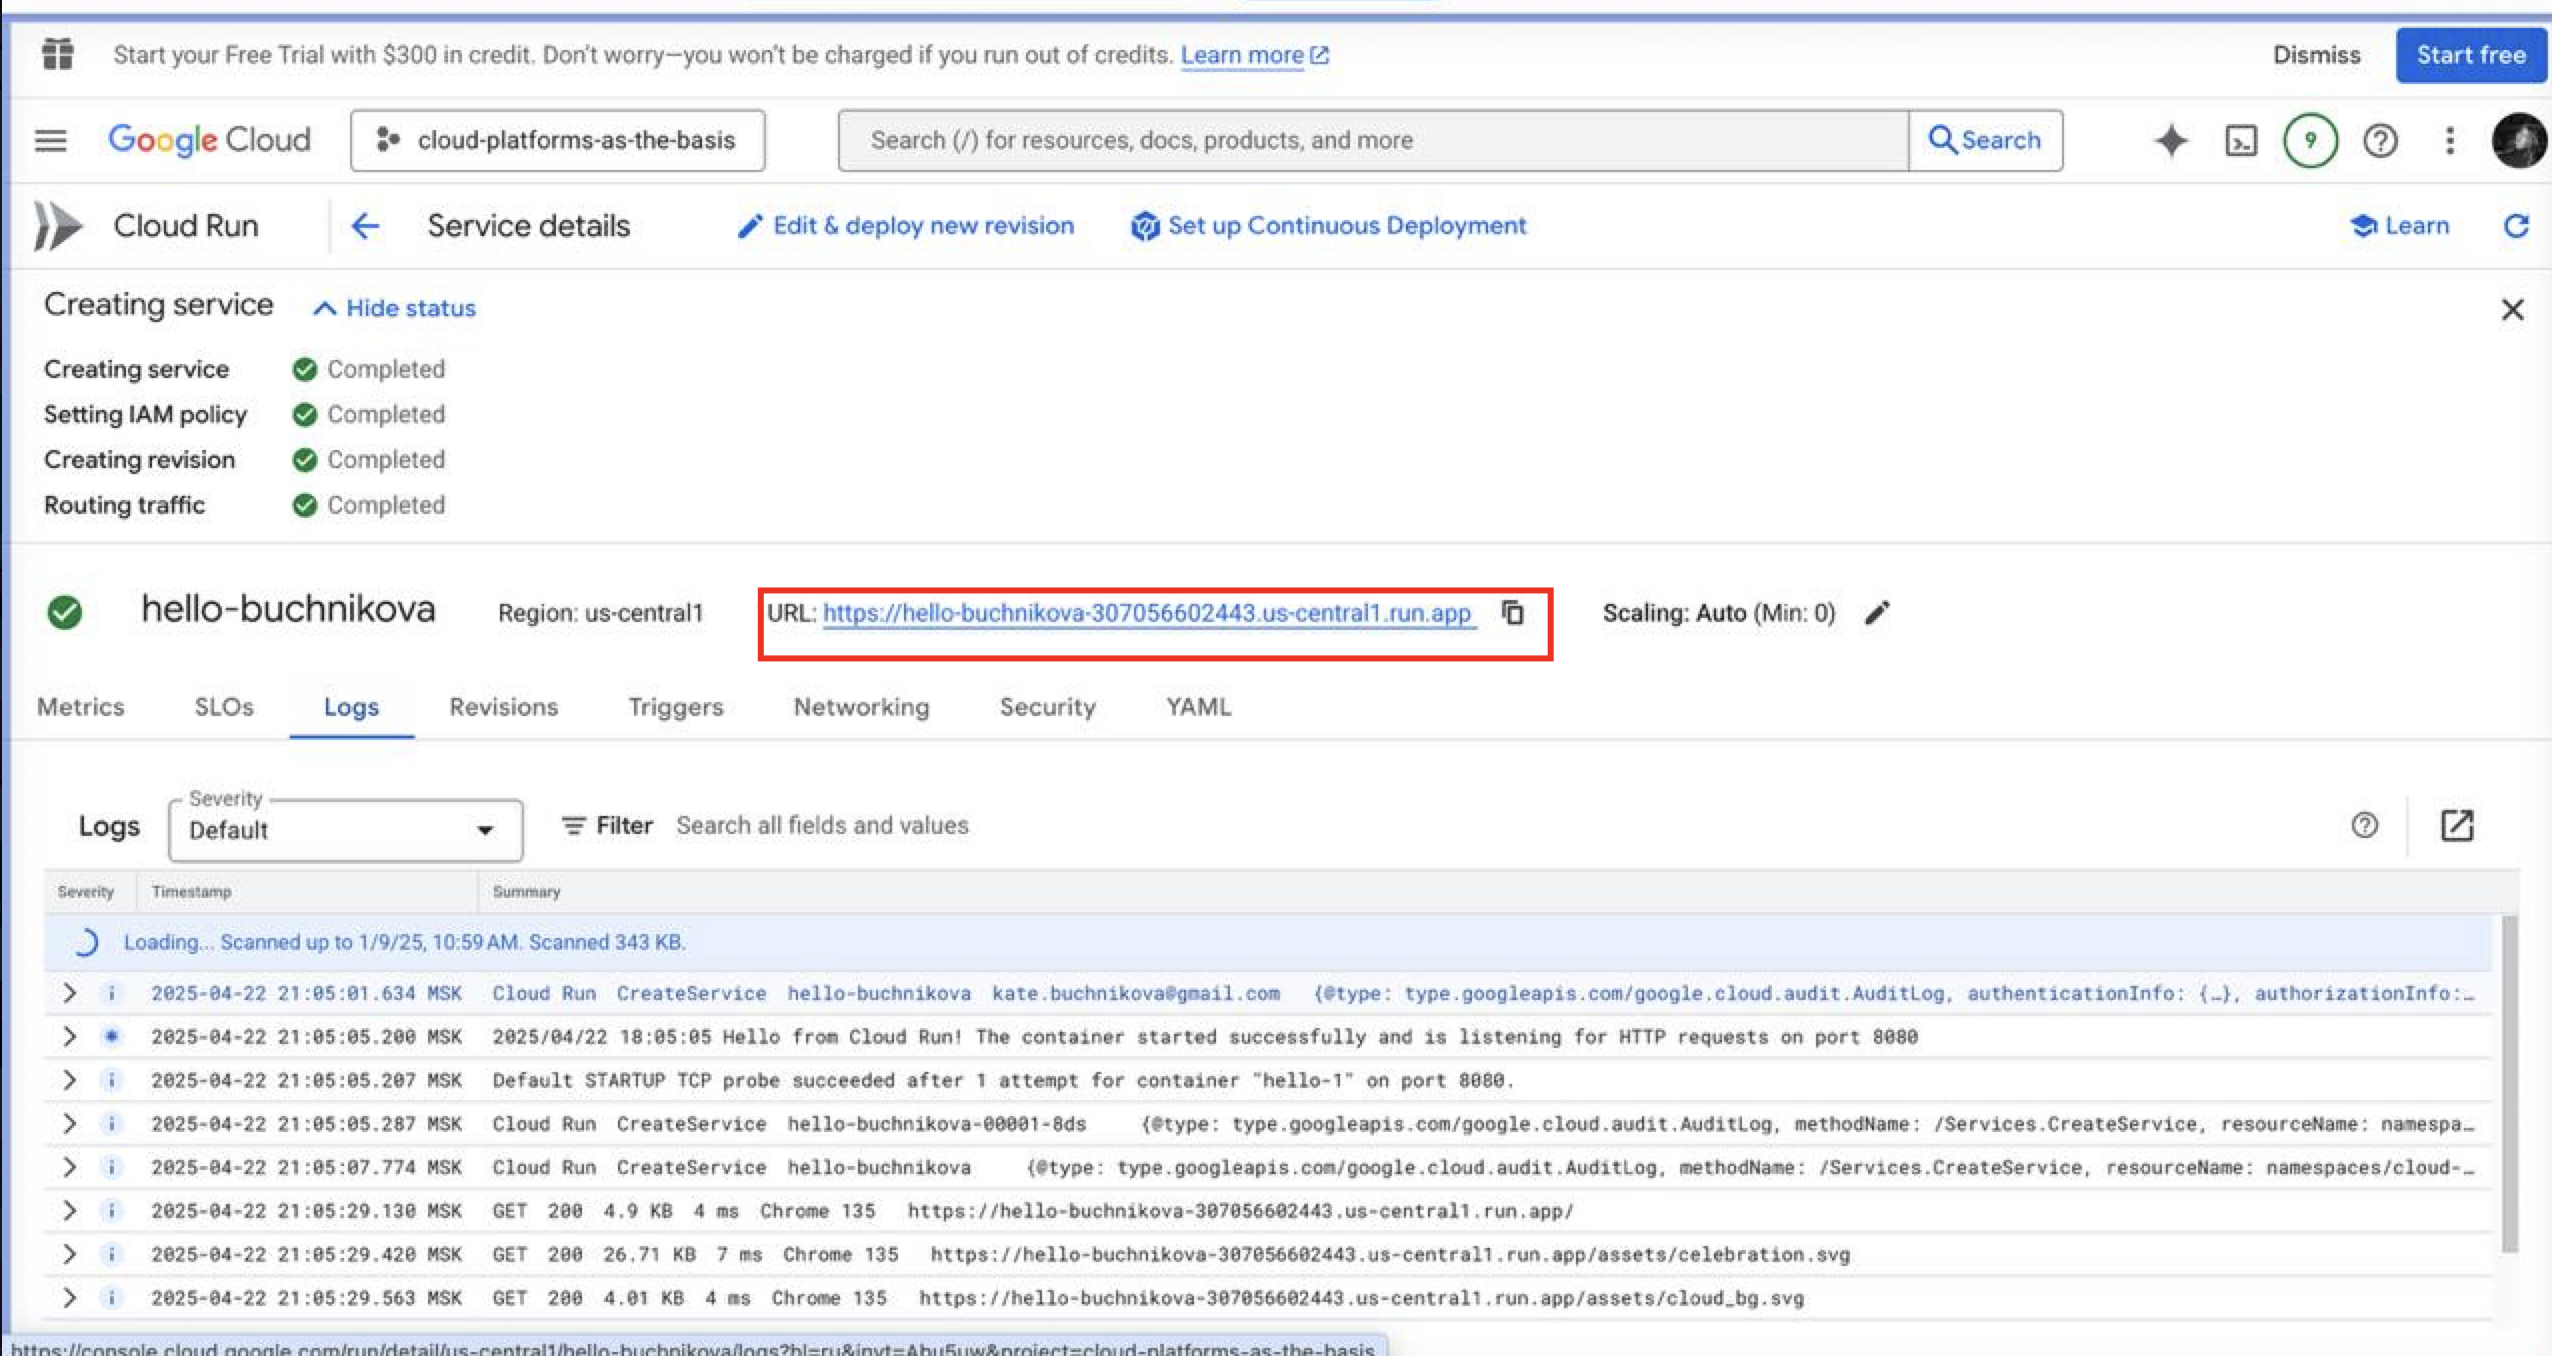 Start your Free Trial with $300 in credit. Don't worry—you won't be charged if you run out of credits. Learn more Dismiss Start free
Google Cloud cloud-platforms-as-the-basis Search (/) for resources, docs, products, and more Search 9
Cloud Run Service details Edit & deploy new revision Set up Continuous Deployment Learn
Creating service Hide status
Creating service Completed
Setting IAM policy Completed
Creating revision Completed
Routing traffic Completed
hello-buchnikova Region: us-central1 URL: https://hello-buchnikova-307056602443.us-central1.run.app Scaling: Auto (Min: 0)
Metrics SLOs Logs Revisions Triggers Networking Security YAML
Severity
Logs Default Filter Search all fields and values
Severity Timestamp Summary
Loading... Scanned up to 1/9/25, 10:59 AM. Scanned 343 KB.
2025-04-22 21:05:01.634 MSK Cloud Run CreateService hello-buchnikova kate.buchnikova@gmail.com {@type: type.googleapis.com/google.cloud.audit.AuditLog, authenticationInfo: {…}, authorizationInfo:…
2025-04-22 21:05:05.200 MSK 2025/04/22 18:05:05 Hello from Cloud Run! The container started successfully and is listening for HTTP requests on port 8080
2025-04-22 21:05:05.207 MSK Default STARTUP TCP probe succeeded after 1 attempt for container "hello-1" on port 8080.
2025-04-22 21:05:05.287 MSK Cloud Run CreateService hello-buchnikova-00001-8ds {@type: type.googleapis.com/google.cloud.audit.AuditLog, methodName: /Services.CreateService, resourceName: namespa…
2025-04-22 21:05:07.774 MSK Cloud Run CreateService hello-buchnikova {@type: type.googleapis.com/google.cloud.audit.AuditLog, methodName: /Services.CreateService, resourceName: namespaces/cloud-…
2025-04-22 21:05:29.130 MSK GET 200 4.9 KB 4 ms Chrome 135 https://hello-buchnikova-307056602443.us-central1.run.app/
2025-04-22 21:05:29.420 MSK GET 200 26.71 KB 7 ms Chrome 135 https://hello-buchnikova-307056602443.us-central1.run.app/assets/celebration.svg
2025-04-22 21:05:29.563 MSK GET 200 4.01 KB 4 ms Chrome 135 https://hello-buchnikova-307056602443.us-central1.run.app/assets/cloud_bg.svg
https://console.cloud.google.com/run/detail/us-central1/hello-buchnikova/logs?hl=ru&invt=Abu5uw&project=cloud-platforms-as-the-basis